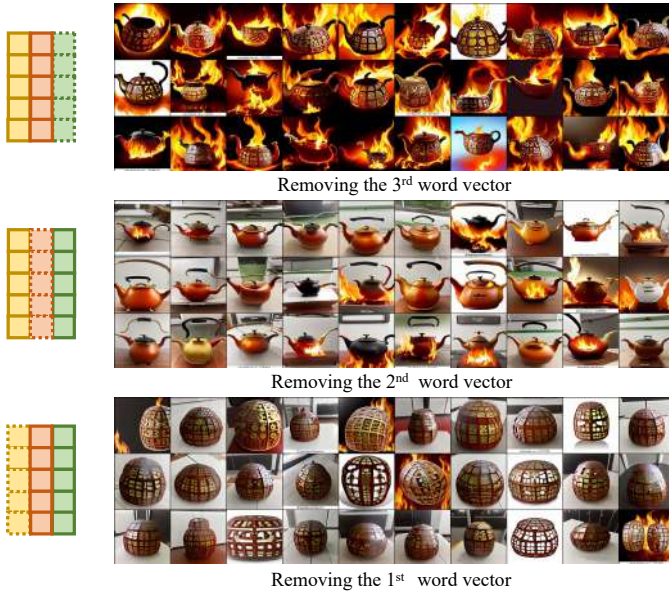 Removing the 3rd word vector
Removing the 2nd word vector
Removing the 1st word vector